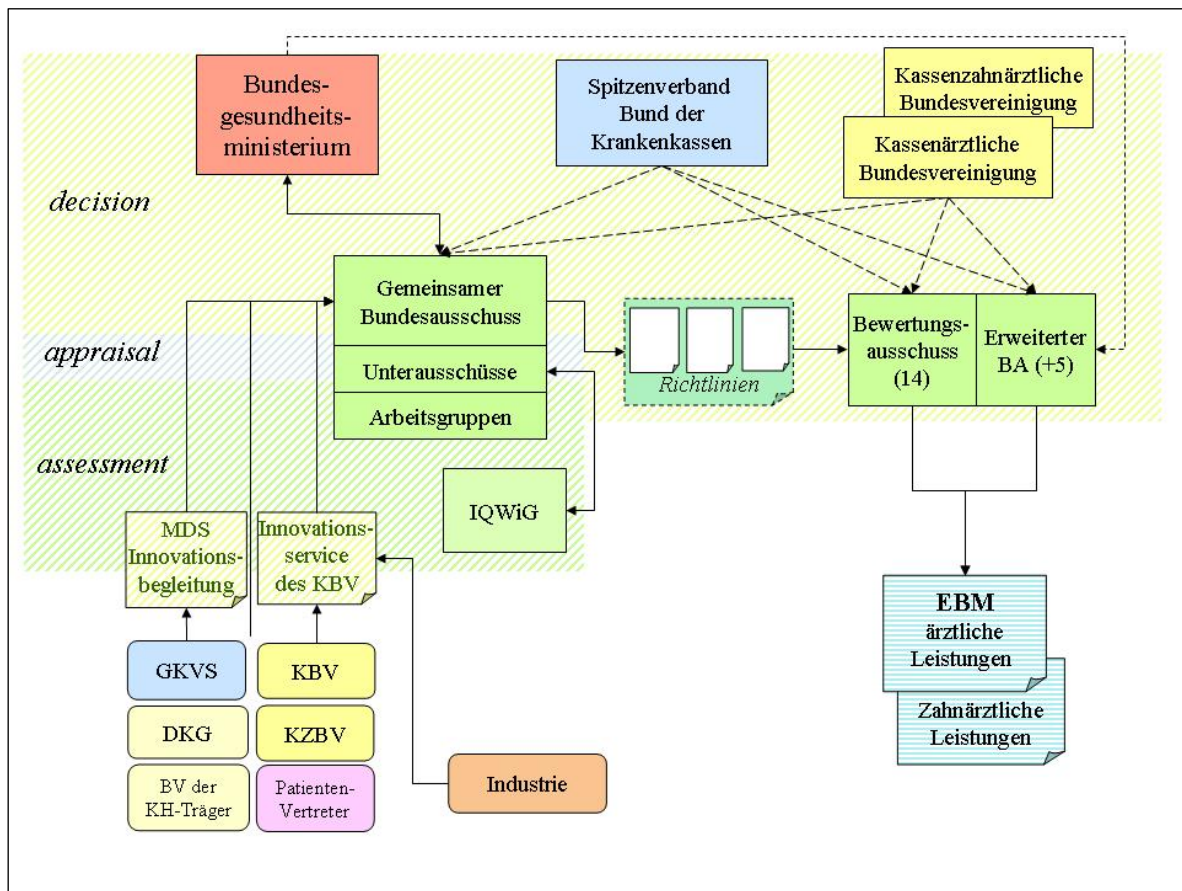 Bundes-
gesundheits-
ministerium
Spitzenverband
Bund der
Krankenkassen
Kassenzahnärztliche
Bundesvereinigung
Kassenärztliche
Bundesvereinigung
decision
Gemeinsamer
Bundesausschuss
appraisal
Unterausschüsse
Arbeitsgruppen
Richtlinien
Bewertungs-
ausschuss
(14)
Erweiterter
BA (+5)
assessment
IQWiG
MDS
Innovations-
begleitung
Innovations-
service
des KBV
EBM
ärztliche
Leistungen
Zahnärztliche
Leistungen
GKVS
KBV
DKG
KZBV
BV der
KH-Träger
Patienten-
Vertreter
Industrie